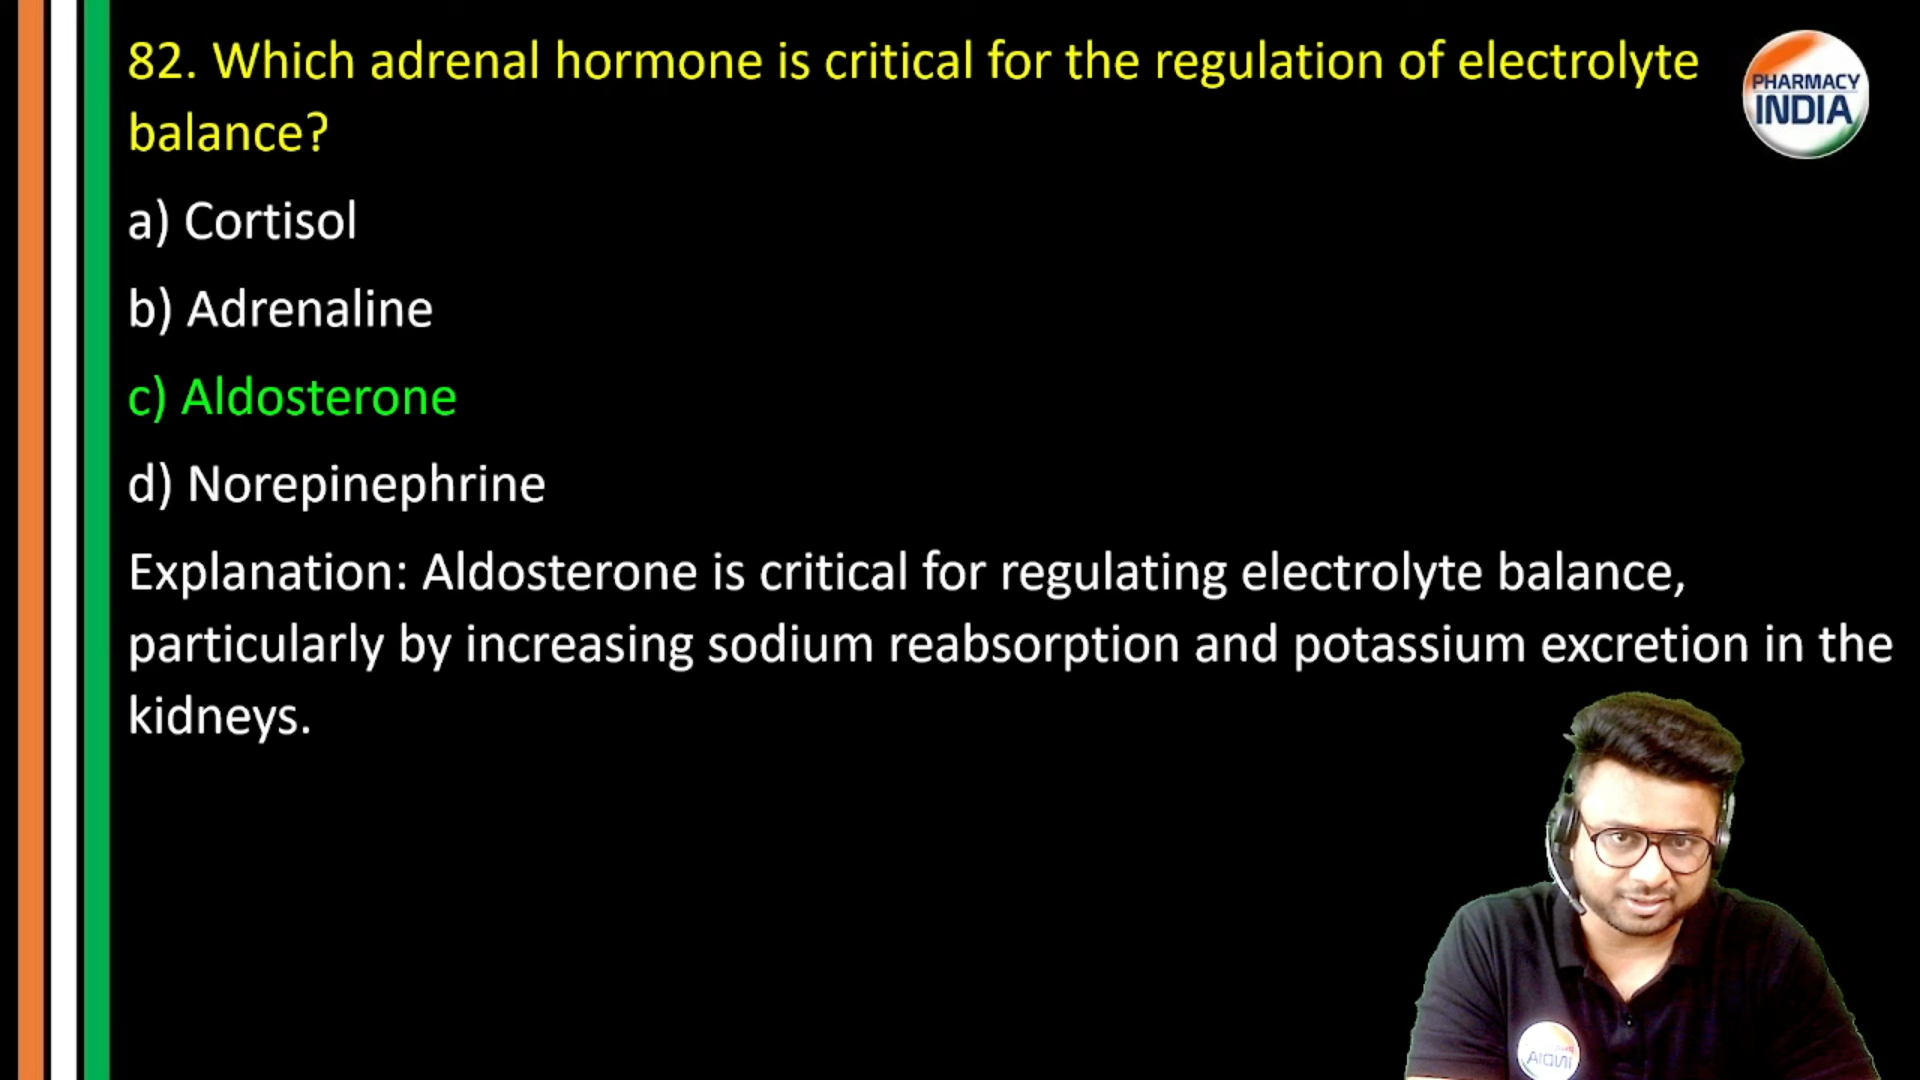 82. Which adrenal hormone is critical for the regulation of electrolyte
balance?
PHARMACY
INDIA
a) Cortisol
b) Adrenaline
c) Aldosterone
d) Norepinephrine
Explanation: Aldosterone is critical for regulating electrolyte balance,
particularly by increasing sodium reabsorption and potassium excretion in the
kidneys.
INDIA